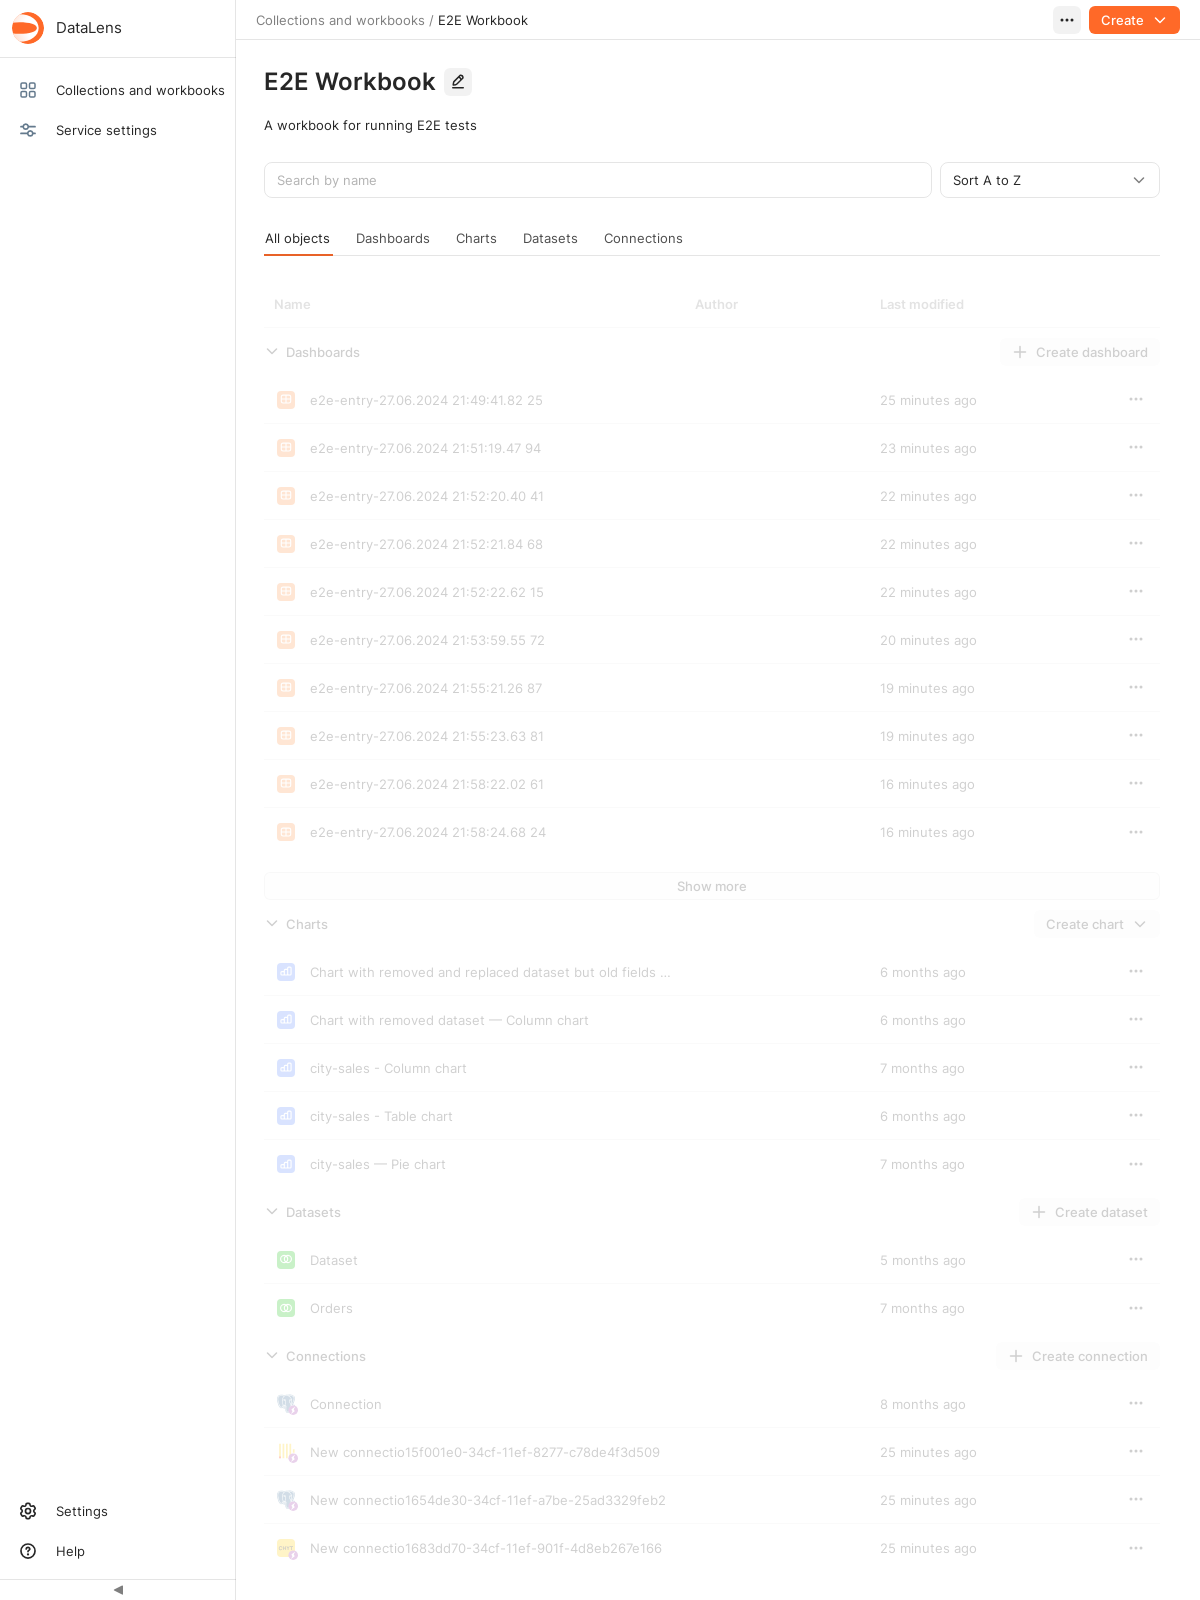 DataLens
Collections and workbooks / E2E Workbook
Create
Collections and workbooks
Service settings
E2E Workbook
A workbook for running E2E tests
Search by name
Sort A to Z
All objects Dashboards Charts Datasets Connections
Name Author Last modified
Dashboards Create dashboard
e2e-entry-27.06.2024 21:49:41.82 25 25 minutes ago
e2e-entry-27.06.2024 21:51:19.47 94 23 minutes ago
e2e-entry-27.06.2024 21:52:20.40 41 22 minutes ago
e2e-entry-27.06.2024 21:52:21.84 68 22 minutes ago
e2e-entry-27.06.2024 21:52:22.62 15 22 minutes ago
e2e-entry-27.06.2024 21:53:59.55 72 20 minutes ago
e2e-entry-27.06.2024 21:55:21.26 87 19 minutes ago
e2e-entry-27.06.2024 21:55:23.63 81 19 minutes ago
e2e-entry-27.06.2024 21:58:22.02 61 16 minutes ago
e2e-entry-27.06.2024 21:58:24.68 24 16 minutes ago
Show more
Charts Create chart
Chart with removed and replaced dataset but old fields ... 6 months ago
Chart with removed dataset — Column chart 6 months ago
city-sales - Column chart 7 months ago
city-sales - Table chart 6 months ago
city-sales — Pie chart 7 months ago
Datasets Create dataset
Dataset 5 months ago
Orders 7 months ago
Connections Create connection
Connection 8 months ago
New connectio15f001e0-34cf-11ef-8277-c78de4f3d509 25 minutes ago
New connectio1654de30-34cf-11ef-a7be-25ad3329feb2 25 minutes ago
New connectio1683dd70-34cf-11ef-901f-4d8eb267e166 25 minutes ago
Settings
Help